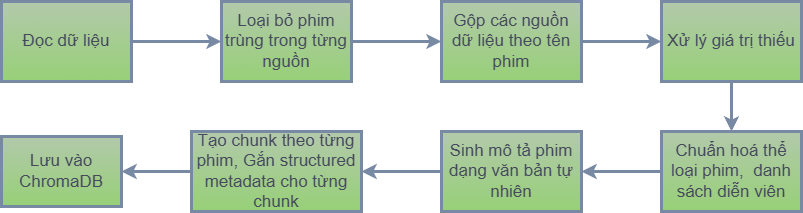 Đọc dữ liệu
Loại bỏ phim
trùng trong từng
nguồn
Gộp các nguồn
dữ liệu theo tên
phim
Xử lý giá trị thiếu
Chuẩn hoá thể
loại phim, danh
sách diễn viên
Sinh mô tả phim
dạng văn bản tự
nhiên
Tạo chunk theo từng
phim, Gắn structured
metadata cho từng
chunk
Lưu vào
ChromaDB